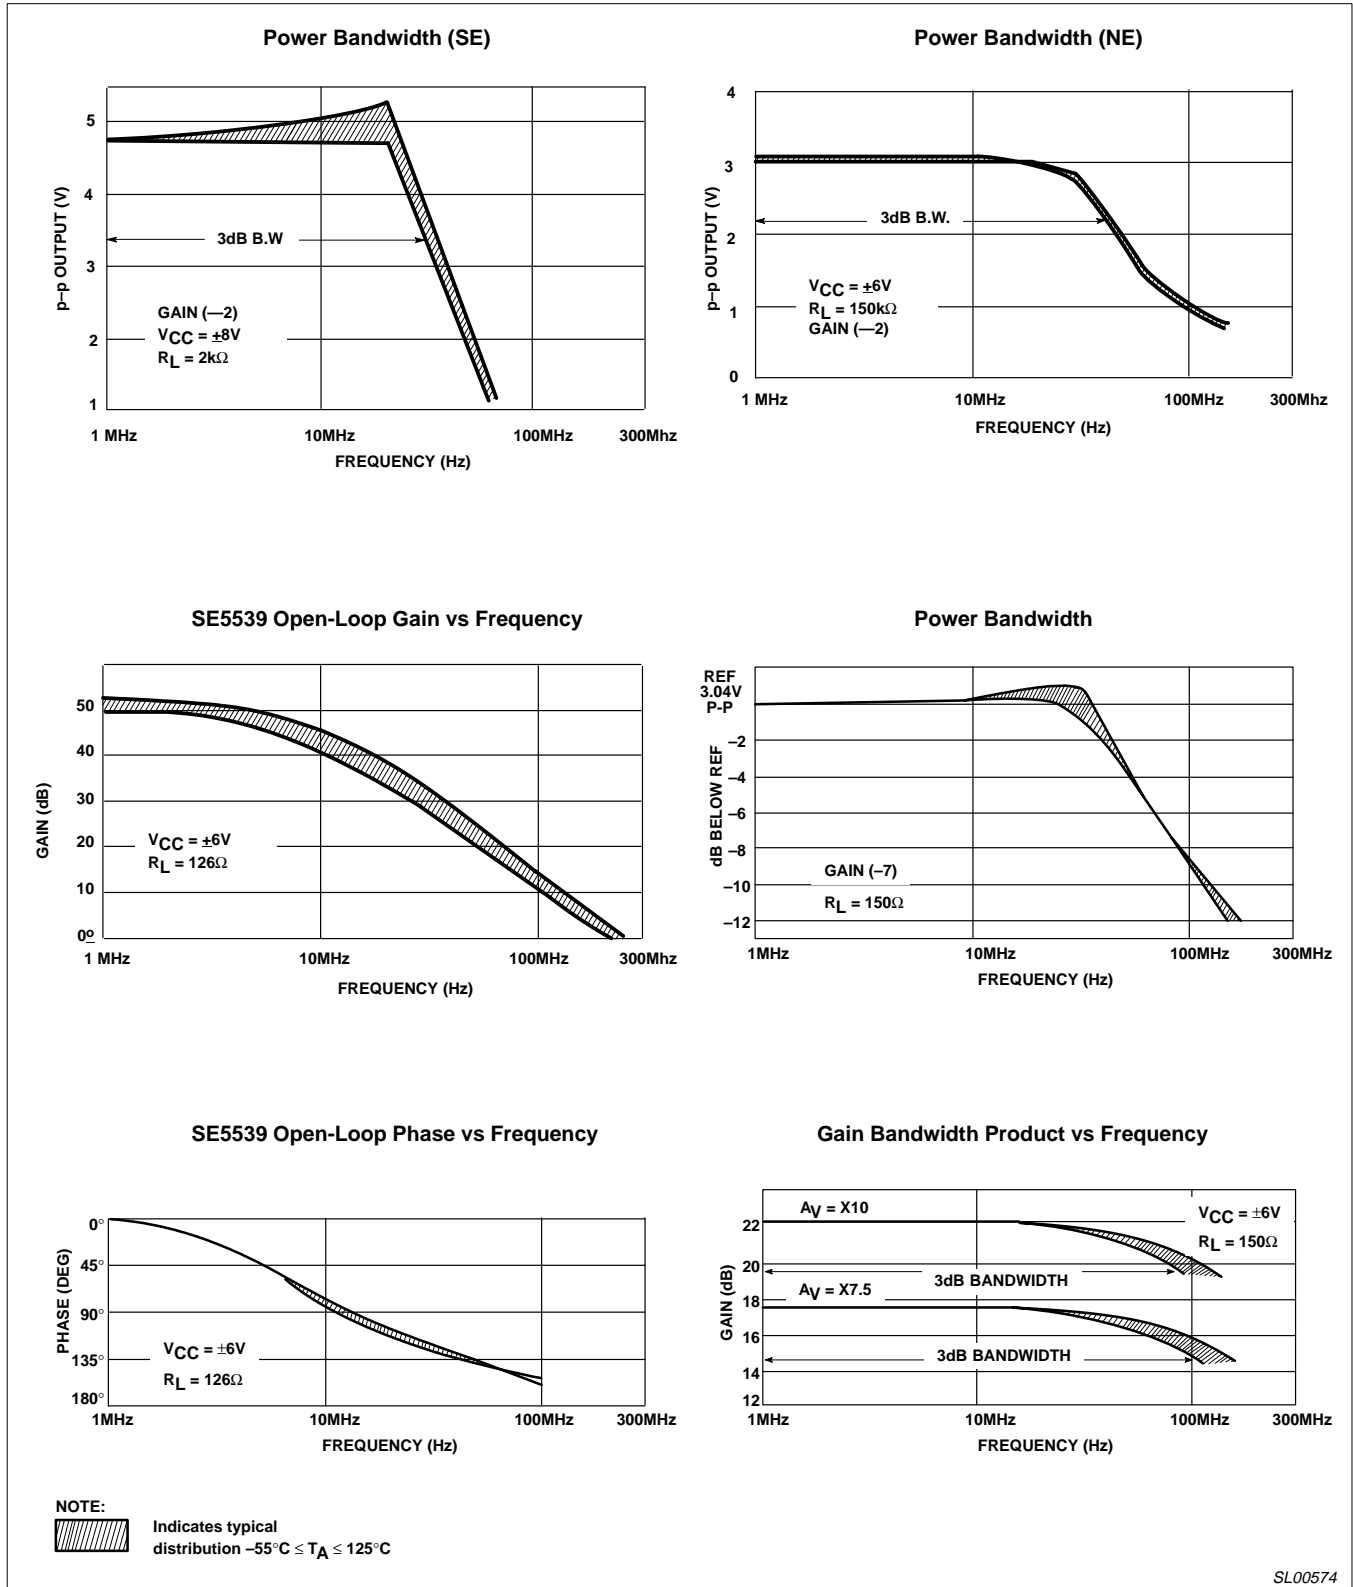 Power Bandwidth (SE)
p–p OUTPUT (V)
5
4
3
2
1
3dB B.W
GAIN (—2)
VCC = ±8V
RL = 2kΩ
1 MHz 10MHz 100MHz 300Mhz
FREQUENCY (Hz)
Power Bandwidth (NE)
p–p OUTPUT (V)
4
3
2
1
0
3dB B.W.
VCC = ±6V
RL = 150kΩ
GAIN (—2)
1 MHz 10MHz 100MHz 300Mhz
FREQUENCY (Hz)
SE5539 Open-Loop Gain vs Frequency
GAIN (dB)
50
40
30
20
10
0º
VCC = ±6V
RL = 126Ω
1 MHz 10MHz 100MHz 300Mhz
FREQUENCY (Hz)
Power Bandwidth
REF
3.04V
P-P
dB BELOW REF
–2
–4
–6
–8
–10
–12
GAIN (–7)
RL = 150Ω
1MHz 10MHz 100MHz 300MHz
FREQUENCY (Hz)
SE5539 Open-Loop Phase vs Frequency
PHASE (DEG)
0°
45°
90°
135°
180°
VCC = ±6V
RL = 126Ω
1MHz 10MHz 100MHz 300MHz
FREQUENCY (Hz)
Gain Bandwidth Product vs Frequency
GAIN (dB)
22
20
18
16
14
12
AV = X10
VCC = ±6V
RL = 150Ω
3dB BANDWIDTH
AV = X7.5
3dB BANDWIDTH
1MHz 10MHz 100MHz 300MHz
FREQUENCY (Hz)
NOTE:
Indicates typical
distribution –55°C ≤ TA ≤ 125°C
SL00574